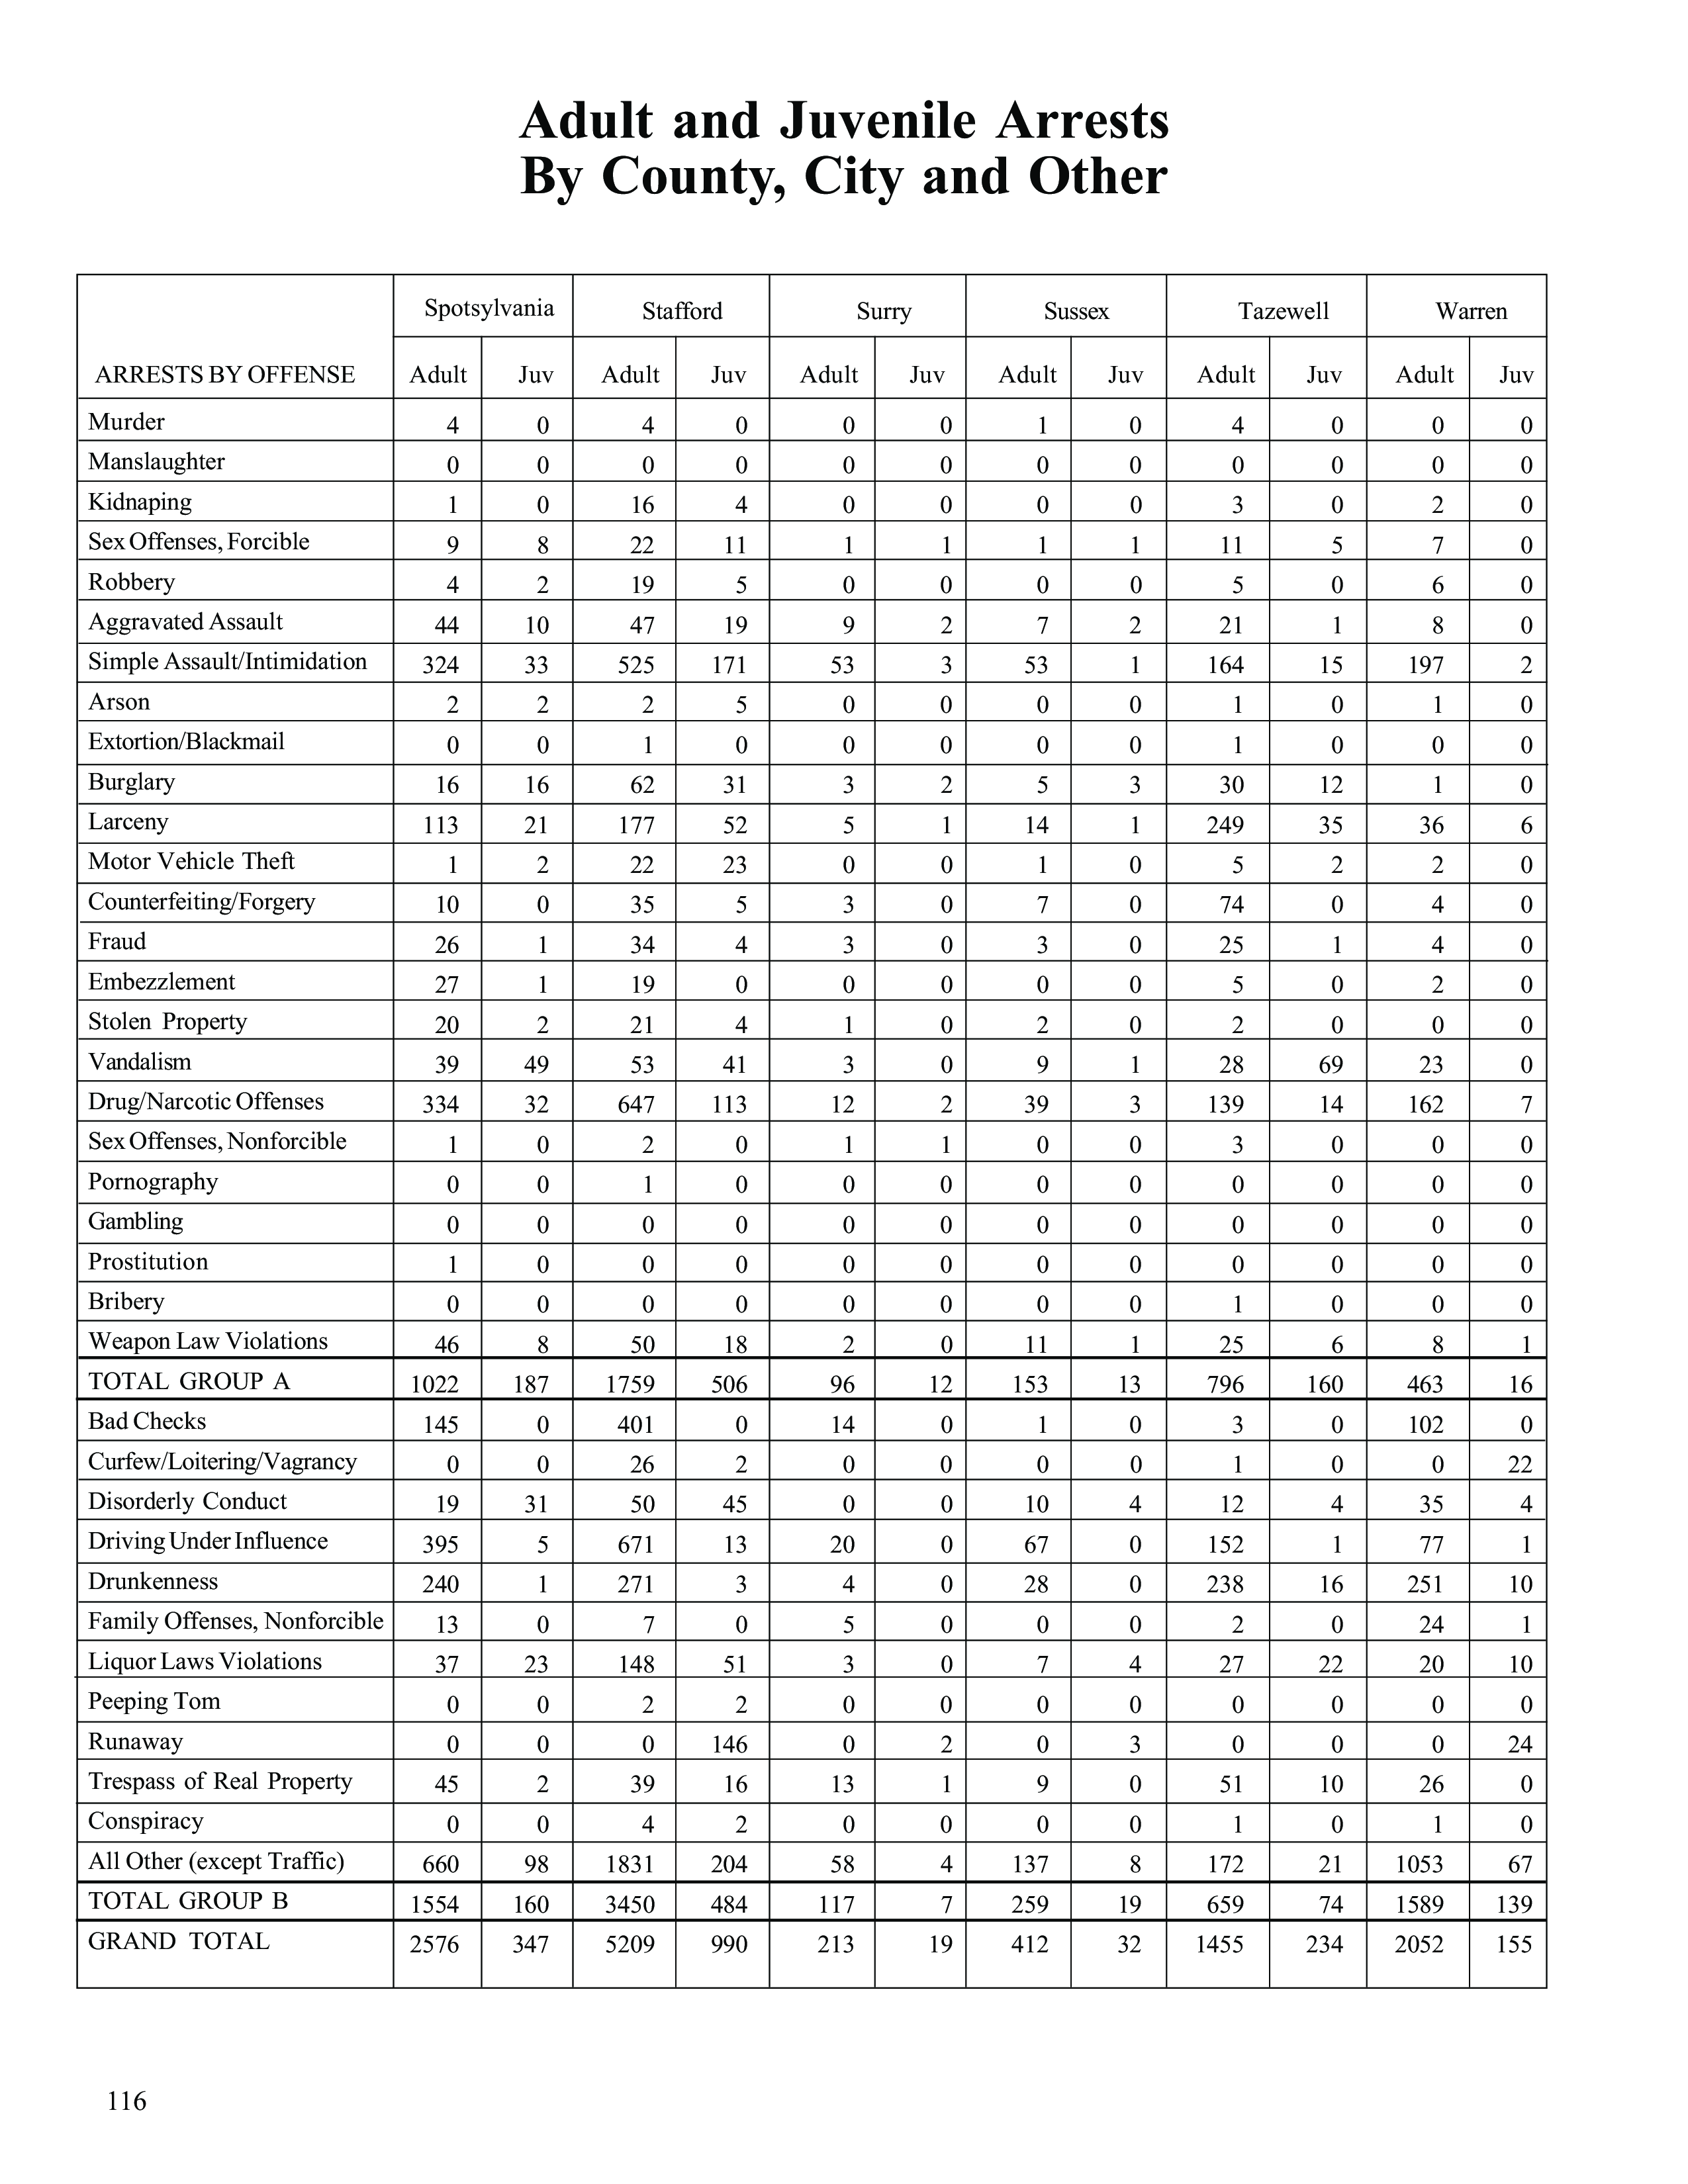 Adult and Juvenile Arrests
By County, City and Other
Spotsylvania Stafford Surry Sussex Tazewell Warren
ARRESTS BY OFFENSE Adult Juv Adult Juv Adult Juv Adult Juv Adult Juv Adult Juv
Murder 4 0 4 0 0 0 1 0 4 0 0 0
Manslaughter 0 0 0 0 0 0 0 0 0 0 0 0
Kidnaping 1 0 16 4 0 0 0 0 3 0 2 0
Sex Offenses, Forcible 9 8 22 11 1 1 1 1 11 5 7 0
Robbery 4 2 19 5 0 0 0 0 5 0 6 0
Aggravated Assault 44 10 47 19 9 2 7 2 21 1 8 0
Simple Assault/Intimidation 324 33 525 171 53 3 53 1 164 15 197 2
Arson 2 2 2 5 0 0 0 0 1 0 1 0
Extortion/Blackmail 0 0 1 0 0 0 0 0 1 0 0 0
Burglary 16 16 62 31 3 2 5 3 30 12 1 0
Larceny 113 21 177 52 5 1 14 1 249 35 36 6
Motor Vehicle Theft 1 2 22 23 0 0 1 0 5 2 2 0
Counterfeiting/Forgery 10 0 35 5 3 0 7 0 74 0 4 0
Fraud 26 1 34 4 3 0 3 0 25 1 4 0
Embezzlement 27 1 19 0 0 0 0 0 5 0 2 0
Stolen Property 20 2 21 4 1 0 2 0 2 0 0 0
Vandalism 39 49 53 41 3 0 9 1 28 69 23 0
Drug/Narcotic Offenses 334 32 647 113 12 2 39 3 139 14 162 7
Sex Offenses, Nonforcible 1 0 2 0 1 1 0 0 3 0 0 0
Pornography 0 0 1 0 0 0 0 0 0 0 0 0
Gambling 0 0 0 0 0 0 0 0 0 0 0 0
Prostitution 1 0 0 0 0 0 0 0 0 0 0 0
Bribery 0 0 0 0 0 0 0 0 1 0 0 0
Weapon Law Violations 46 8 50 18 2 0 11 1 25 6 8 1
TOTAL GROUP A 1022 187 1759 506 96 12 153 13 796 160 463 16
Bad Checks 145 0 401 0 14 0 1 0 3 0 102 0
Curfew/Loitering/Vagrancy 0 0 26 2 0 0 0 0 1 0 0 22
Disorderly Conduct 19 31 50 45 0 0 10 4 12 4 35 4
Driving Under Influence 395 5 671 13 20 0 67 0 152 1 77 1
Drunkenness 240 1 271 3 4 0 28 0 238 16 251 10
Family Offenses, Nonforcible 13 0 7 0 5 0 0 0 2 0 24 1
Liquor Laws Violations 37 23 148 51 3 0 7 4 27 22 20 10
Peeping Tom 0 0 2 2 0 0 0 0 0 0 0 0
Runaway 0 0 0 146 0 2 0 3 0 0 0 24
Trespass of Real Property 45 2 39 16 13 1 9 0 51 10 26 0
Conspiracy 0 0 4 2 0 0 0 0 1 0 1 0
All Other (except Traffic) 660 98 1831 204 58 4 137 8 172 21 1053 67
TOTAL GROUP B 1554 160 3450 484 117 7 259 19 659 74 1589 139
GRAND TOTAL 2576 347 5209 990 213 19 412 32 1455 234 2052 155
116